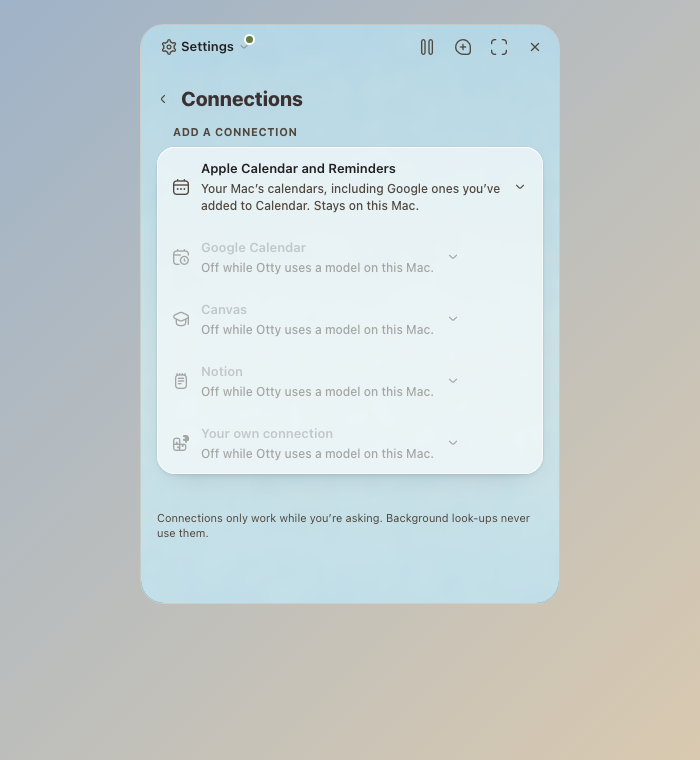 Settings
Connections
ADD A CONNECTION
Apple Calendar and Reminders
Your Mac’s calendars, including Google ones you’ve
added to Calendar. Stays on this Mac.
Google Calendar
Off while Otty uses a model on this Mac.
Canvas
Off while Otty uses a model on this Mac.
Notion
Off while Otty uses a model on this Mac.
Your own connection
Off while Otty uses a model on this Mac.
Connections only work while you’re asking. Background look-ups never
use them.